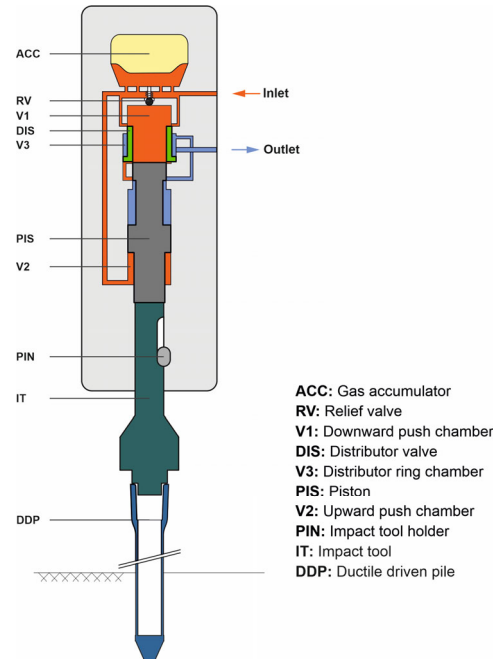 ACC
Inlet
RV
V1
DIS
V3
Outlet
PIS
V2
PIN
IT
DDP
ACC: Gas accumulator
RV: Relief valve
V1: Downward push chamber
DIS: Distributor valve
V3: Distributor ring chamber
PIS: Piston
V2: Upward push chamber
PIN: Impact tool holder
IT: Impact tool
DDP: Ductile driven pile